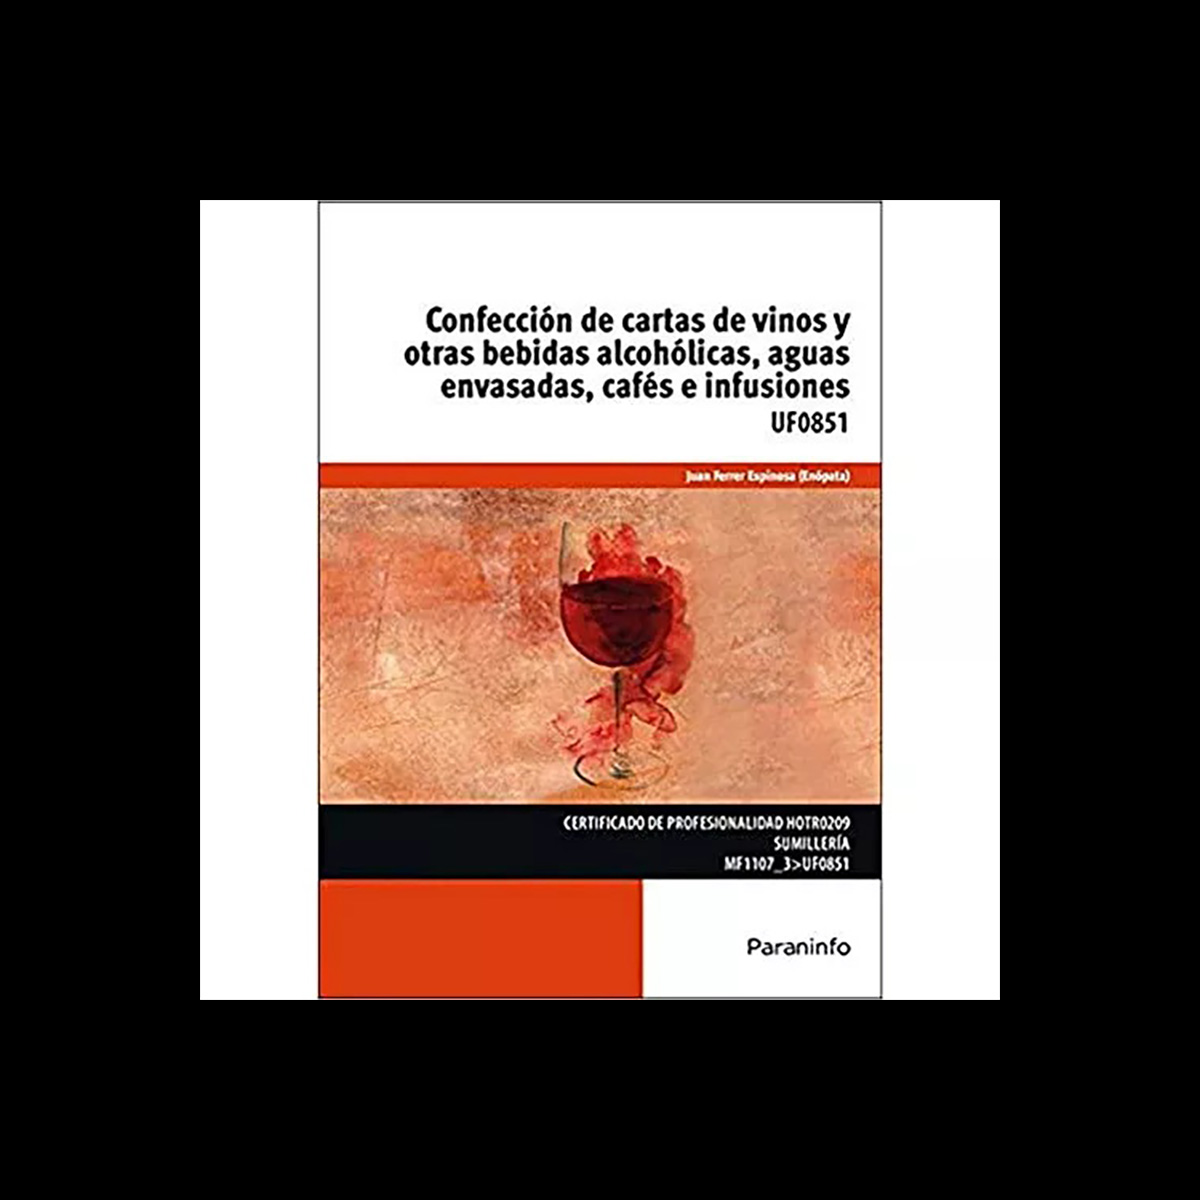 Confección de cartas de vinos y
otras bebidas alcohólicas, aguas
envasadas, cafés e infusiones
UF0851
Juan Ferrer Espinosa (Enópata)
CERTIFICADO DE PROFESIONALIDAD HOTR0209
SUMILLERÍA
MF1107_3>UF0851
Paraninfo